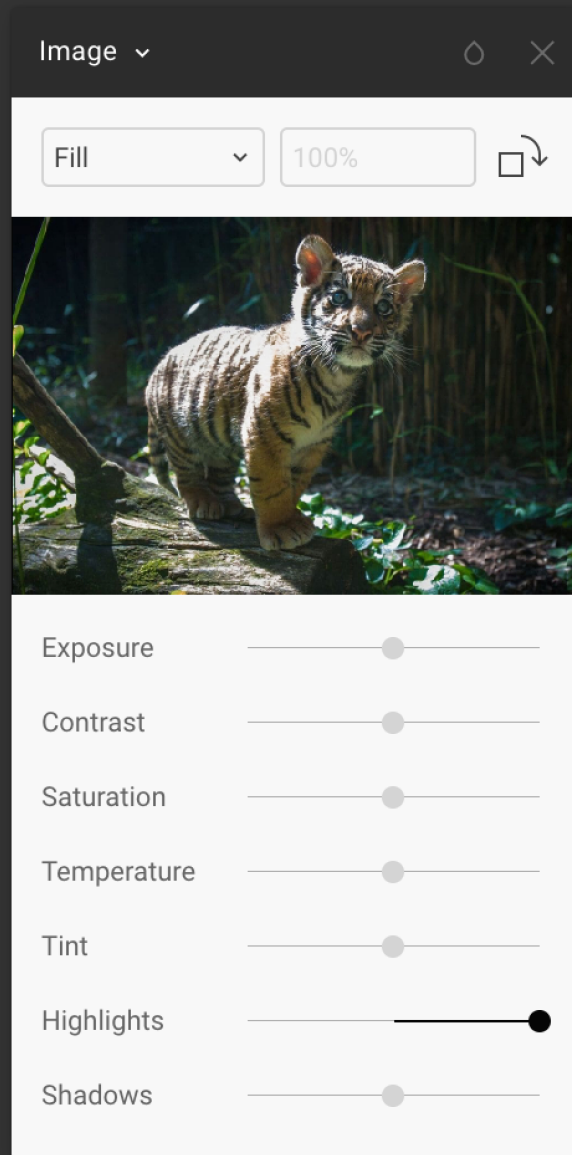 Image
Fill
100%
Exposure
Contrast
Saturation
Temperature
Tint
Highlights
Shadows